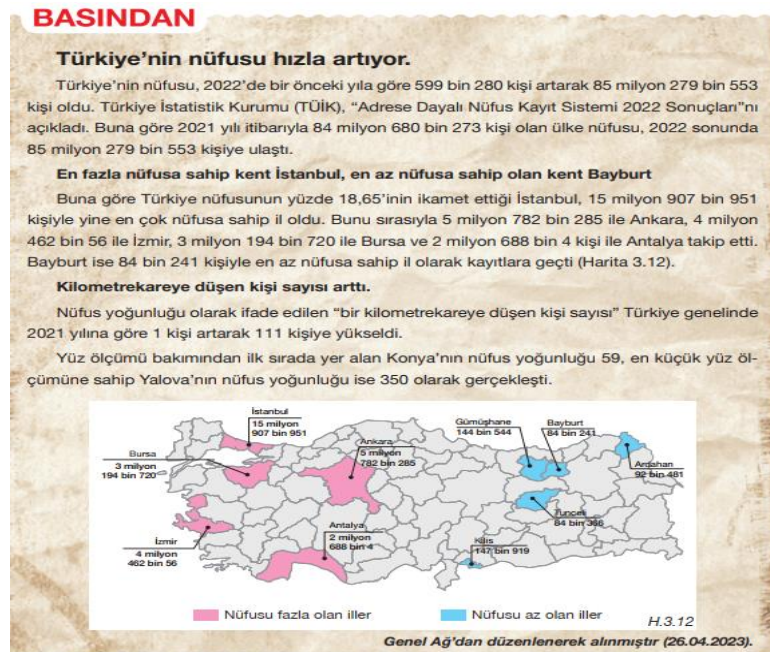 BASINDAN
Türkiye’nin nüfusu hızla artıyor.
Türkiye’nin nüfusu, 2022’de bir önceki yıla göre 599 bin 280 kişi artarak 85 milyon 279 bin 553
kişi oldu. Türkiye İstatistik Kurumu (TÜİK), “Adrese Dayalı Nüfus Kayıt Sistemi 2022 Sonuçları”nı
açıkladı. Buna göre 2021 yılı itibarıyla 84 milyon 680 bin 273 kişi olan ülke nüfusu, 2022 sonunda
85 milyon 279 bin 553 kişiye ulaştı.
En fazla nüfusa sahip kent İstanbul, en az nüfusa sahip olan kent Bayburt
Buna göre Türkiye nüfusunun yüzde 18,65’inin ikamet ettiği İstanbul, 15 milyon 907 bin 951
kişiyle yine en çok nüfusa sahip il oldu. Bunu sırasıyla 5 milyon 782 bin 285 ile Ankara, 4 milyon
462 bin 56 ile İzmir, 3 milyon 194 bin 720 ile Bursa ve 2 milyon 688 bin 4 kişi ile Antalya takip etti.
Bayburt ise 84 bin 241 kişiyle en az nüfusa sahip il olarak kayıtlara geçti (Harita 3.12).
Kilometrekareye düşen kişi sayısı arttı.
Nüfus yoğunluğu olarak ifade edilen “bir kilometrekareye düşen kişi sayısı” Türkiye genelinde
2021 yılına göre 1 kişi artarak 111 kişiye yükseldi.
Yüz ölçümü bakımından ilk sırada yer alan Konya’nın nüfus yoğunluğu 59, en küçük yüz öl-
çümüne sahip Yalova’nın nüfus yoğunluğu ise 350 olarak gerçekleşti.
İstanbul
15 milyon
907 bin 951
Bursa
3 milyon
194 bin 720
Ankara
5 milyon
782 bin 285
Gümüşhane
144 bin 544
Bayburt
84 bin 241
Ardahan
92 bin 481
Tunceli
84 bin 366
Kilis
147 bin 919
Antalya
2 milyon
688 bin 4
İzmir
4 milyon
462 bin 56
Nüfusu fazla olan iller
Nüfusu az olan iller
H.3.12
Genel Ağ’dan düzenlenerek alınmıştır (26.04.2023).